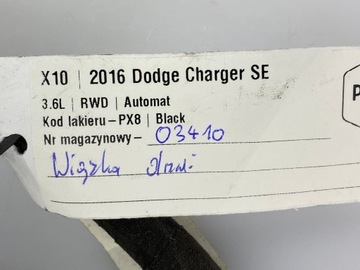 X10 | 2016 Dodge Charger SE
3.6L | RWD | Automat
Kod lakieru – PX8 | Black
Nr magazynowy – 03410
Wiązka drzwi
P